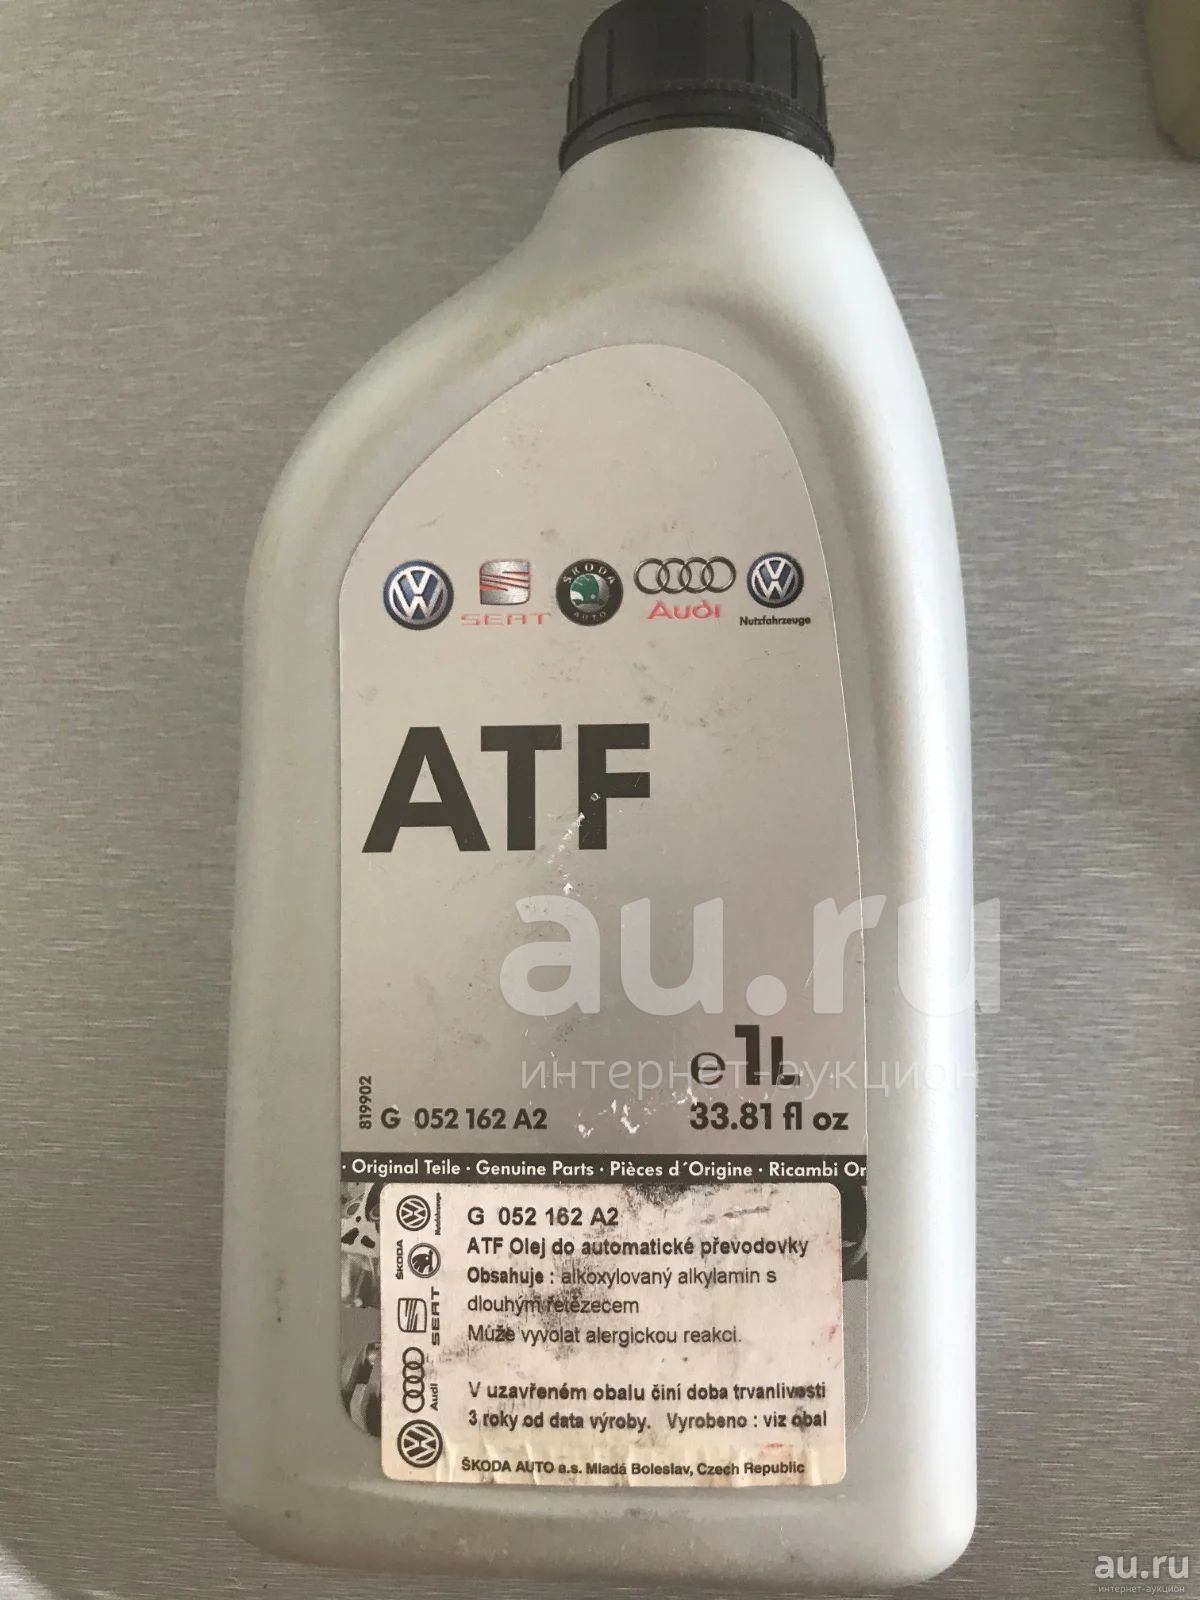 SEAT
ŠKODA
AUTO
Audi
Nutzfahrzeuge
ATF
au.ru
интернет-аукцион
e 1L
819902
G 052 162 A2
33.81 fl oz
· Original Teile · Genuine Parts · Pièces d´Origine · Ricambi Or
Nutzfahrzeuge
ŠKODA
SEAT
Audi
G 052 162 A2
ATF Olej do automatické převodovky
Obsahuje : alkoxylovaný alkylamin s
dlouhým řetězecem
Může vyvolat alergickou reakci.
V uzavřeném obalu činí doba trvanlivosti
3 roky od data výroby. Vyrobeno : viz obal
ŠKODA AUTO a.s. Mladá Boleslav, Czech Republic
au.ru
интернет-аукцион